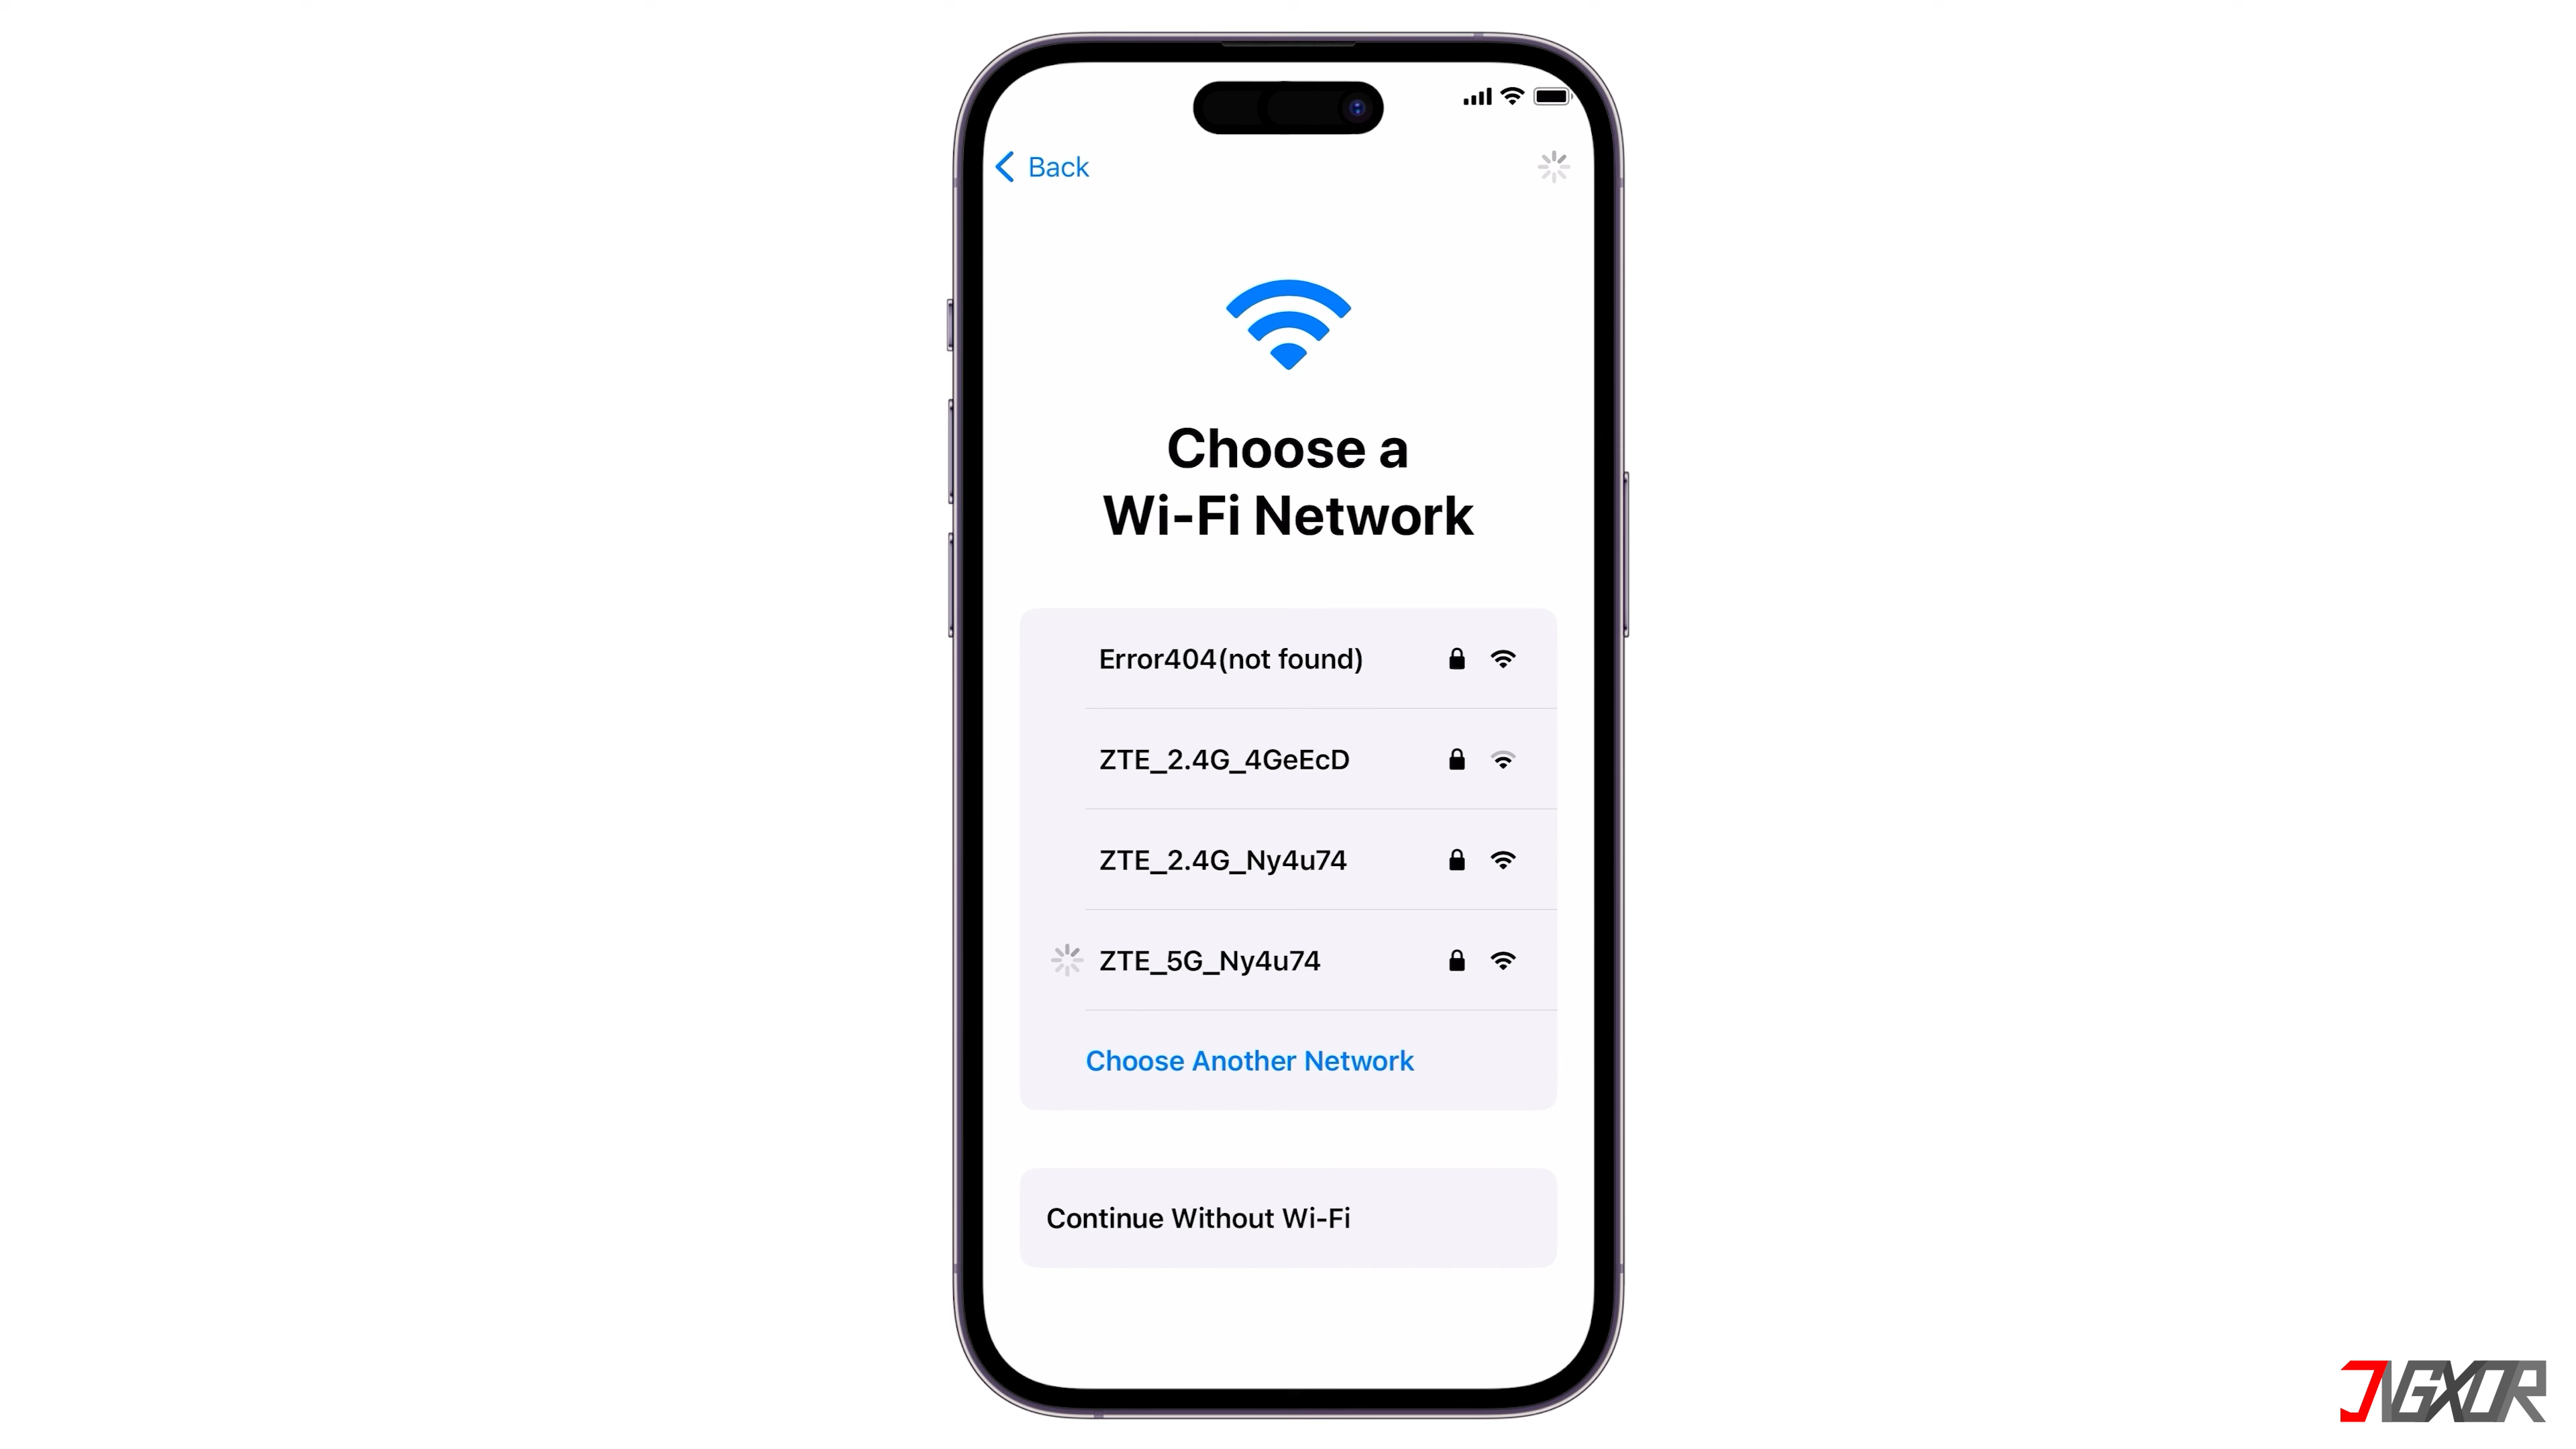 Back
Choose a
Wi-Fi Network
Error404(not found)
ZTE_2.4G_4GeEcD
ZTE_2.4G_Ny4u74
ZTE_5G_Ny4u74
Choose Another Network
Continue Without Wi-Fi
JNGXOR